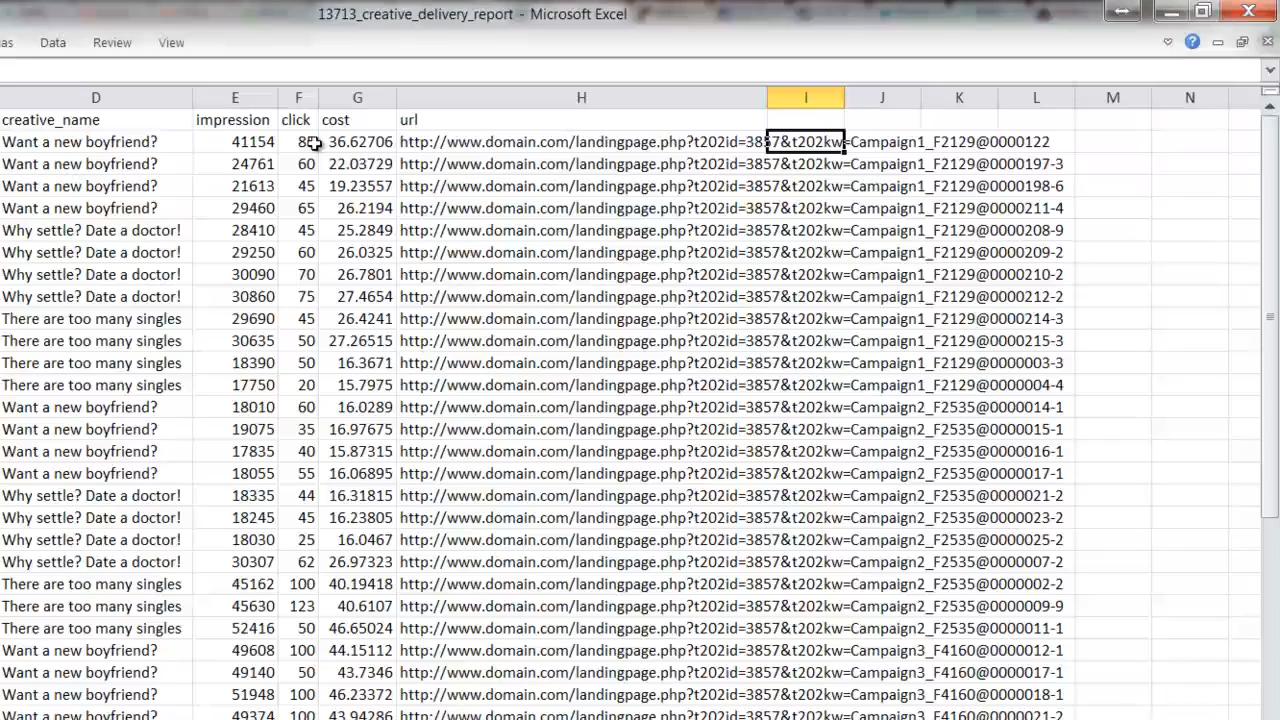 13713_creative_delivery_report - Microsoft Excel
Data Review View
D E F G H I J K L M N
creative_name impression click cost url
Want a new boyfriend? 41154 36.62706 http://www.domain.com/landingpage.php?t202id=3857&t202kw=Campaign1_F2129@0000122
Want a new boyfriend? 24761 60 22.03729 http://www.domain.com/landingpage.php?t202id=3857&t202kw=Campaign1_F2129@0000197-3
Want a new boyfriend? 21613 45 19.23557 http://www.domain.com/landingpage.php?t202id=3857&t202kw=Campaign1_F2129@0000198-6
Want a new boyfriend? 29460 65 26.2194 http://www.domain.com/landingpage.php?t202id=3857&t202kw=Campaign1_F2129@0000211-4
Why settle? Date a doctor! 28410 45 25.2849 http://www.domain.com/landingpage.php?t202id=3857&t202kw=Campaign1_F2129@0000208-9
Why settle? Date a doctor! 29250 60 26.0325 http://www.domain.com/landingpage.php?t202id=3857&t202kw=Campaign1_F2129@0000209-2
Why settle? Date a doctor! 30090 70 26.7801 http://www.domain.com/landingpage.php?t202id=3857&t202kw=Campaign1_F2129@0000210-2
Why settle? Date a doctor! 30860 75 27.4654 http://www.domain.com/landingpage.php?t202id=3857&t202kw=Campaign1_F2129@0000212-2
There are too many singles 29690 45 26.4241 http://www.domain.com/landingpage.php?t202id=3857&t202kw=Campaign1_F2129@0000214-3
There are too many singles 30635 50 27.26515 http://www.domain.com/landingpage.php?t202id=3857&t202kw=Campaign1_F2129@0000215-3
There are too many singles 18390 50 16.3671 http://www.domain.com/landingpage.php?t202id=3857&t202kw=Campaign1_F2129@0000003-3
There are too many singles 17750 20 15.7975 http://www.domain.com/landingpage.php?t202id=3857&t202kw=Campaign1_F2129@0000004-4
Want a new boyfriend? 18010 60 16.0289 http://www.domain.com/landingpage.php?t202id=3857&t202kw=Campaign2_F2535@0000014-1
Want a new boyfriend? 19075 35 16.97675 http://www.domain.com/landingpage.php?t202id=3857&t202kw=Campaign2_F2535@0000015-1
Want a new boyfriend? 17835 40 15.87315 http://www.domain.com/landingpage.php?t202id=3857&t202kw=Campaign2_F2535@0000016-1
Want a new boyfriend? 18055 55 16.06895 http://www.domain.com/landingpage.php?t202id=3857&t202kw=Campaign2_F2535@0000017-1
Why settle? Date a doctor! 18335 44 16.31815 http://www.domain.com/landingpage.php?t202id=3857&t202kw=Campaign2_F2535@0000021-2
Why settle? Date a doctor! 18245 45 16.23805 http://www.domain.com/landingpage.php?t202id=3857&t202kw=Campaign2_F2535@0000023-2
Why settle? Date a doctor! 18030 25 16.0467 http://www.domain.com/landingpage.php?t202id=3857&t202kw=Campaign2_F2535@0000025-2
Why settle? Date a doctor! 30307 62 26.97323 http://www.domain.com/landingpage.php?t202id=3857&t202kw=Campaign2_F2535@0000007-2
There are too many singles 45162 100 40.19418 http://www.domain.com/landingpage.php?t202id=3857&t202kw=Campaign2_F2535@0000002-2
There are too many singles 45630 123 40.6107 http://www.domain.com/landingpage.php?t202id=3857&t202kw=Campaign2_F2535@0000009-9
There are too many singles 52416 50 46.65024 http://www.domain.com/landingpage.php?t202id=3857&t202kw=Campaign2_F2535@0000011-1
Want a new boyfriend? 49608 100 44.15112 http://www.domain.com/landingpage.php?t202id=3857&t202kw=Campaign3_F4160@0000012-1
Want a new boyfriend? 49140 50 43.7346 http://www.domain.com/landingpage.php?t202id=3857&t202kw=Campaign3_F4160@0000017-1
Want a new boyfriend? 51948 100 46.23372 http://www.domain.com/landingpage.php?t202id=3857&t202kw=Campaign3_F4160@0000018-1
Want a new boyfriend? 49374 100 43.94286 http://www.domain.com/landingpage.php?t202id=3857&t202kw=Campaign3_F4160@0000021-2